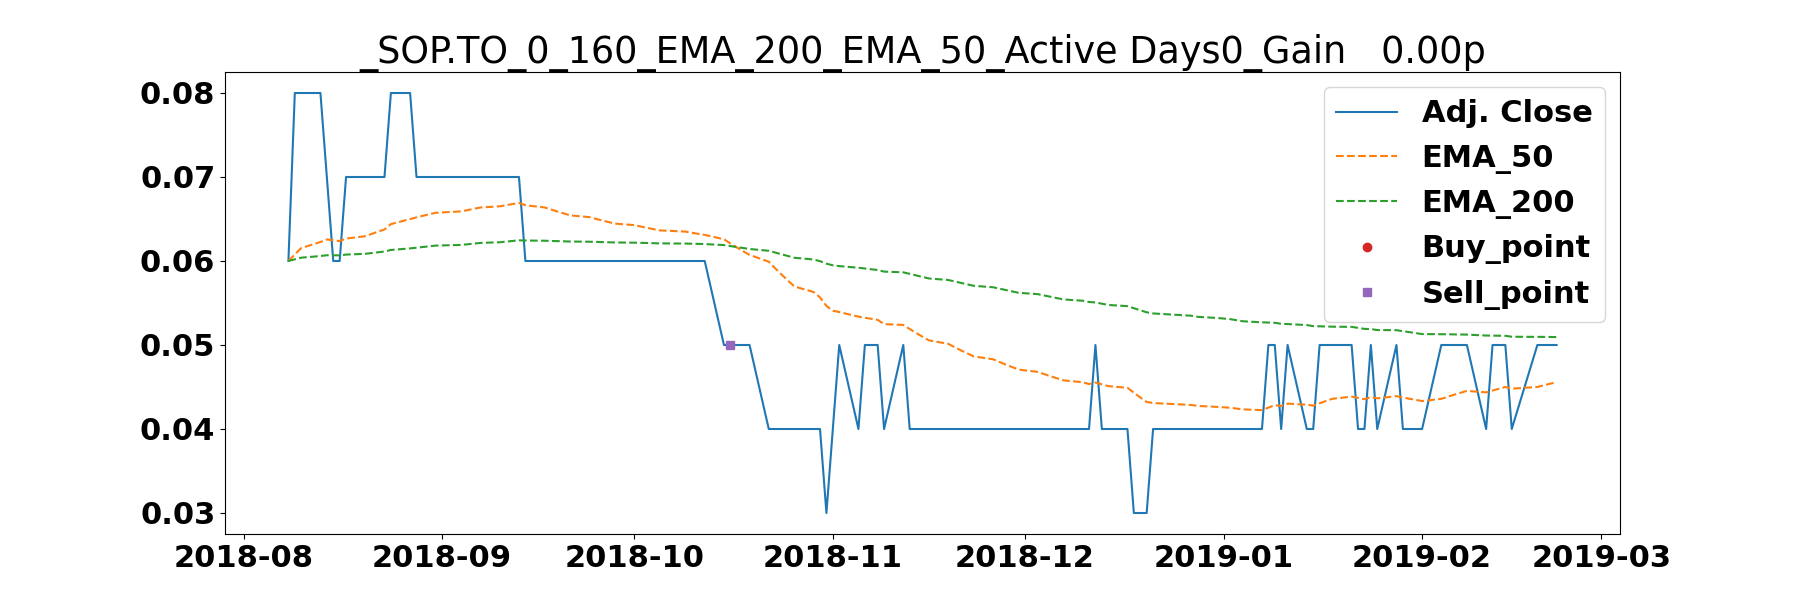 _SOP.TO_0_160_EMA_200_EMA_50_Active Days0_Gain   0.00p
0.08
0.07
0.06
0.05
0.04
0.03
Adj. Close
EMA_50
EMA_200
Buy_point
Sell_point
2018-08 2018-09 2018-10 2018-11 2018-12 2019-01 2019-02 2019-03